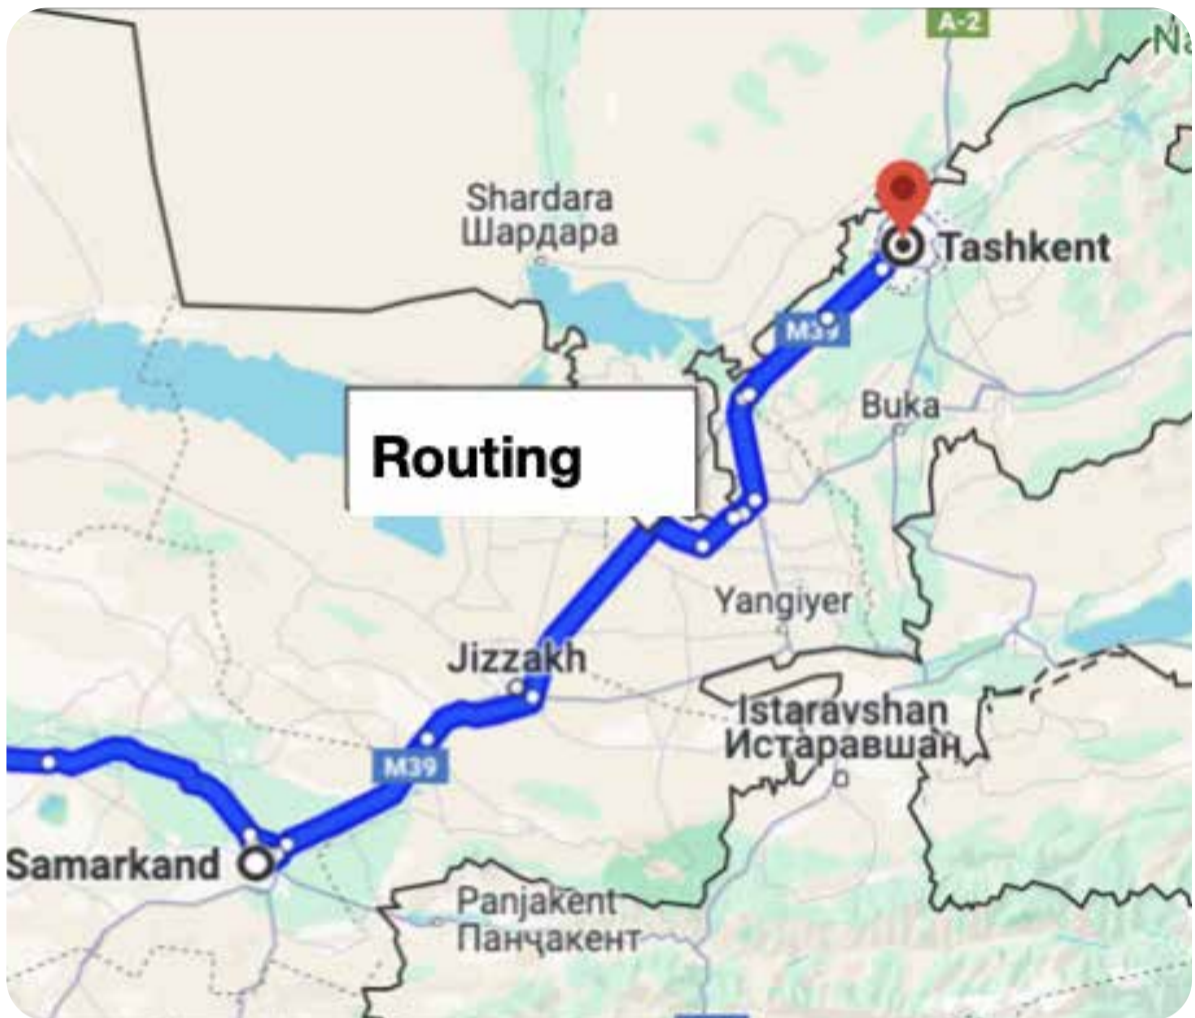 A-2
Na
Shardara
Шардара
Tashkent
M39
Buka
Routing
Yangiyer
Jizzakh
Istaravshan
Истаравшан
M39
Samarkand
Panjakent
Панҷакент